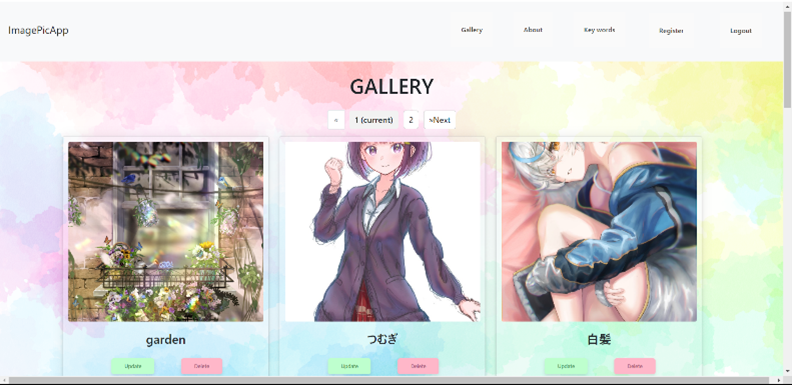 ImagePicApp
Gallery
About
Key words
Register
Logout
GALLERY
«
1 (current)
2
»Next
garden
つむぎ
白髪
Update
Delete
Update
Delete
Update
Delete